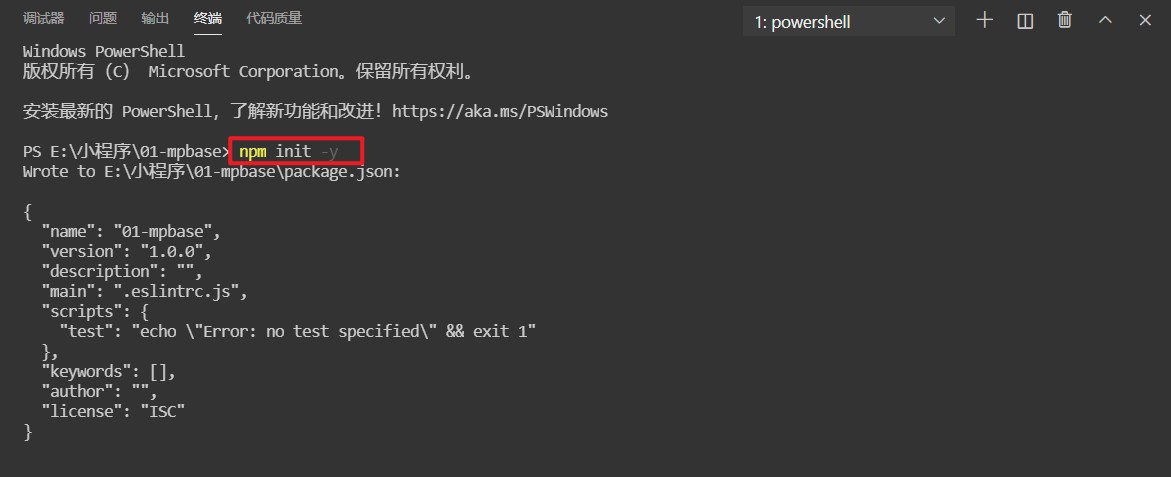 调试器 问题 输出 终端 代码质量 1: powershell
Windows PowerShell
版权所有（C） Microsoft Corporation。保留所有权利。
安装最新的 PowerShell，了解新功能和改进！https://aka.ms/PSWindows
PS E:\小程序\01-mpbase> npm init -y
Wrote to E:\小程序\01-mpbase\package.json:
{
  "name": "01-mpbase",
  "version": "1.0.0",
  "description": "",
  "main": ".eslintrc.js",
  "scripts": {
    "test": "echo \"Error: no test specified\" && exit 1"
  },
  "keywords": [],
  "author": "",
  "license": "ISC"
}